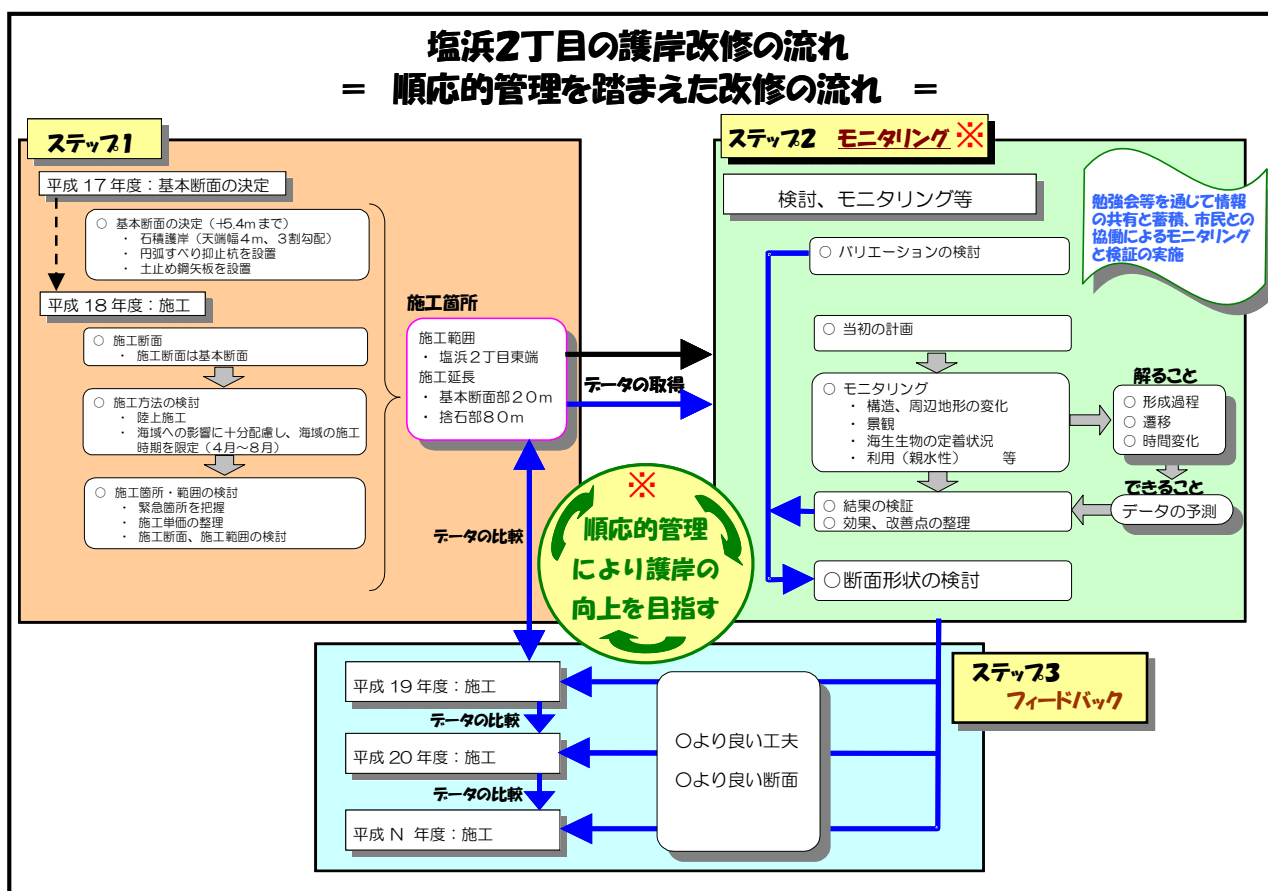 塩浜2丁目の護岸改修の流れ
＝ 順応的管理を踏まえた改修の流れ ＝
ステップ1
平成17年度：基本断面の決定
○ 基本断面の決定（+5.4mまで）
・ 石積護岸（天端幅４ｍ、３割勾配）
・ 円弧すべり抑止杭を設置
・ 土止め鋼矢板を設置
平成18年度：施工
○ 施工断面
・ 施工断面は基本断面
○ 施工方法の検討
・ 陸上施工
・ 海域への影響に十分配慮し、海域の施工
時期を限定（４月～８月）
○ 施工箇所・範囲の検討
・ 緊急箇所を把握
・ 施工単価の整理
・ 施工断面、施工範囲の検討
施工箇所
施工範囲
・ 塩浜２丁目東端
施工延長
・ 基本断面部２０ｍ
・ 捨石部８０ｍ
データの取得
データの比較
ステップ2 モニタリング ※
検討、モニタリング等
勉強会等を通じて情報
の共有と蓄積、市民との
協働によるモニタリング
と検証の実施
○ バリエーションの検討
○ 当初の計画
○ モニタリング
・ 構造、周辺地形の変化
・ 景観
・ 海生生物の定着状況
・ 利用（親水性） 等
解ること
○ 形成過程
○ 遷移
○ 時間変化
できること
データの予測
○ 結果の検証
○ 効果、改善点の整理
○断面形状の検討
※
順応的管理
により護岸の
向上を目指す
ステップ3
フィードバック
平成19年度：施工
データの比較
平成20年度：施工
データの比較
平成N 年度：施工
○より良い工夫
○より良い断面